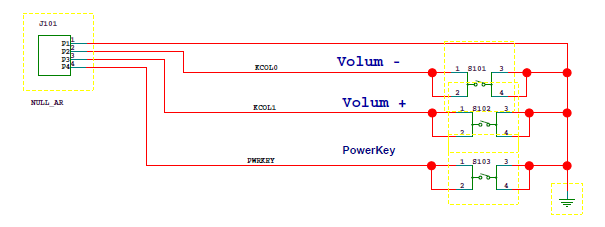 J101
P1 1
P2 2
P3 3
P4 4
NULL_AR
KCOL0
Volum -
1 S101 3
2 4
KCOL1
Volum +
1 S102 3
2 4
PWRKEY
PowerKey
1 S103 3
2 4